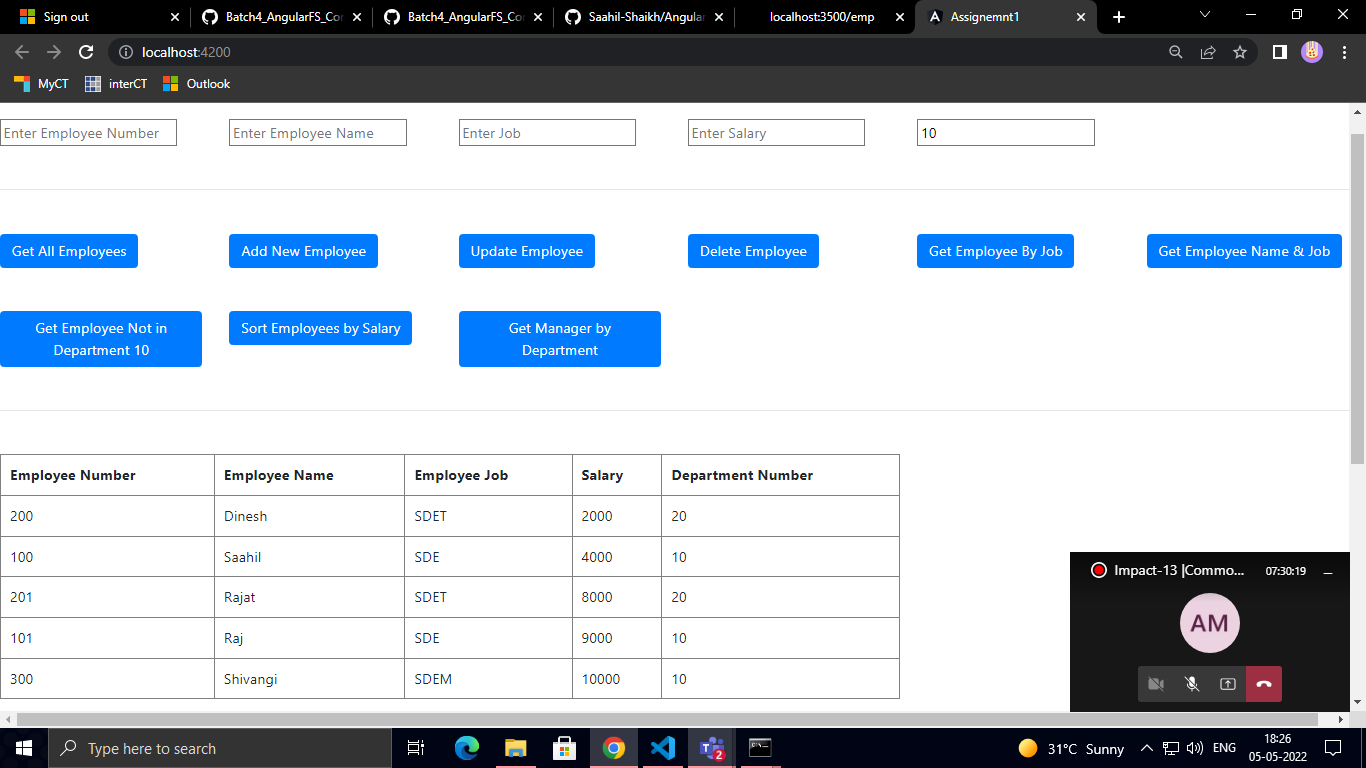 Sign out
Batch4_AngularFS_Cor
Batch4_AngularFS_Cor
Saahil-Shaikh/Angular
localhost:3500/emp
Assignemnt1
localhost:4200
MyCT
interCT
Outlook
Enter Employee Number
Enter Employee Name
Enter Job
Enter Salary
10
Get All Employees
Add New Employee
Update Employee
Delete Employee
Get Employee By Job
Get Employee Name & Job
Get Employee Not in
Department 10
Sort Employees by Salary
Get Manager by
Department
Employee Number Employee Name Employee Job Salary Department Number
200 Dinesh SDET 2000 20
100 Saahil SDE 4000 10
201 Rajat SDET 8000 20
101 Raj SDE 9000 10
300 Shivangi SDEM 10000 10
Impact-13 |Commo... 07:30:19
AM
Type here to search
2
31°C Sunny
ENG
18:26
05-05-2022